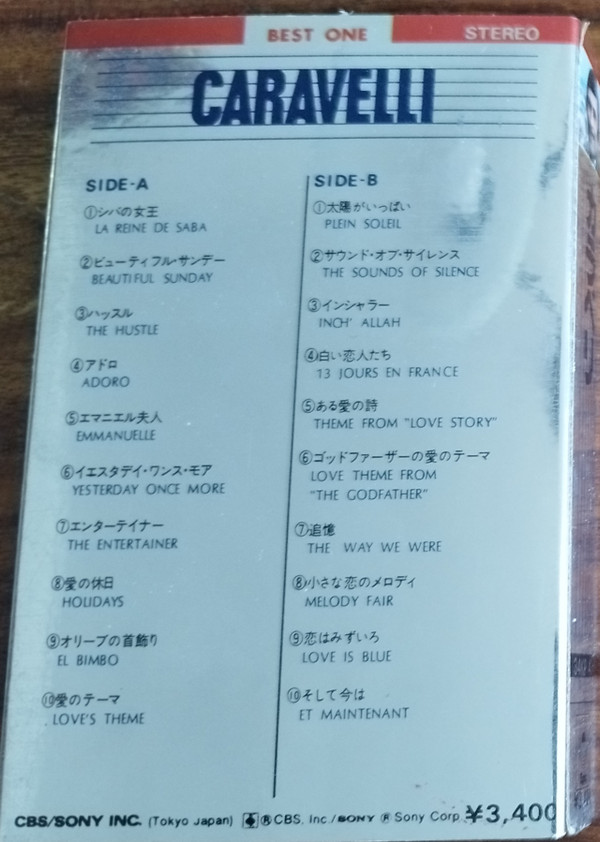 BEST ONE
STEREO
CARAVELLI
SIDE-A
①シバの女王
LA REINE DE SABA
②ビューティフル・サンデー
BEAUTIFUL SUNDAY
③ハッスル
THE HUSTLE
④アドロ
ADORO
⑤エマニエル夫人
EMMANUELLE
⑥イエスタデイ・ワンス・モア
YESTERDAY ONCE MORE
⑦エンターテイナー
THE ENTERTAINER
⑧愛の休日
HOLIDAYS
⑨オリーブの首飾り
EL BIMBO
⑩愛のテーマ
LOVE'S THEME
SIDE-B
①太陽がいっぱい
PLEIN SOLEIL
②サウンド・オブ・サイレンス
THE SOUNDS OF SILENCE
③インシャラー
INCH' ALLAH
④白い恋人たち
13 JOURS EN FRANCE
⑤ある愛の詩
THEME FROM "LOVE STORY"
⑥ゴッドファーザーの愛のテーマ
LOVE THEME FROM
"THE GODFATHER"
⑦追憶
THE WAY WE WERE
⑧小さな恋のメロディ
MELODY FAIR
⑨恋はみずいろ
LOVE IS BLUE
⑩そして今は
ET MAINTENANT
CBS/SONY INC. (Tokyo Japan) ®CBS, Inc./SONY ® Sony Corp. ¥3,400